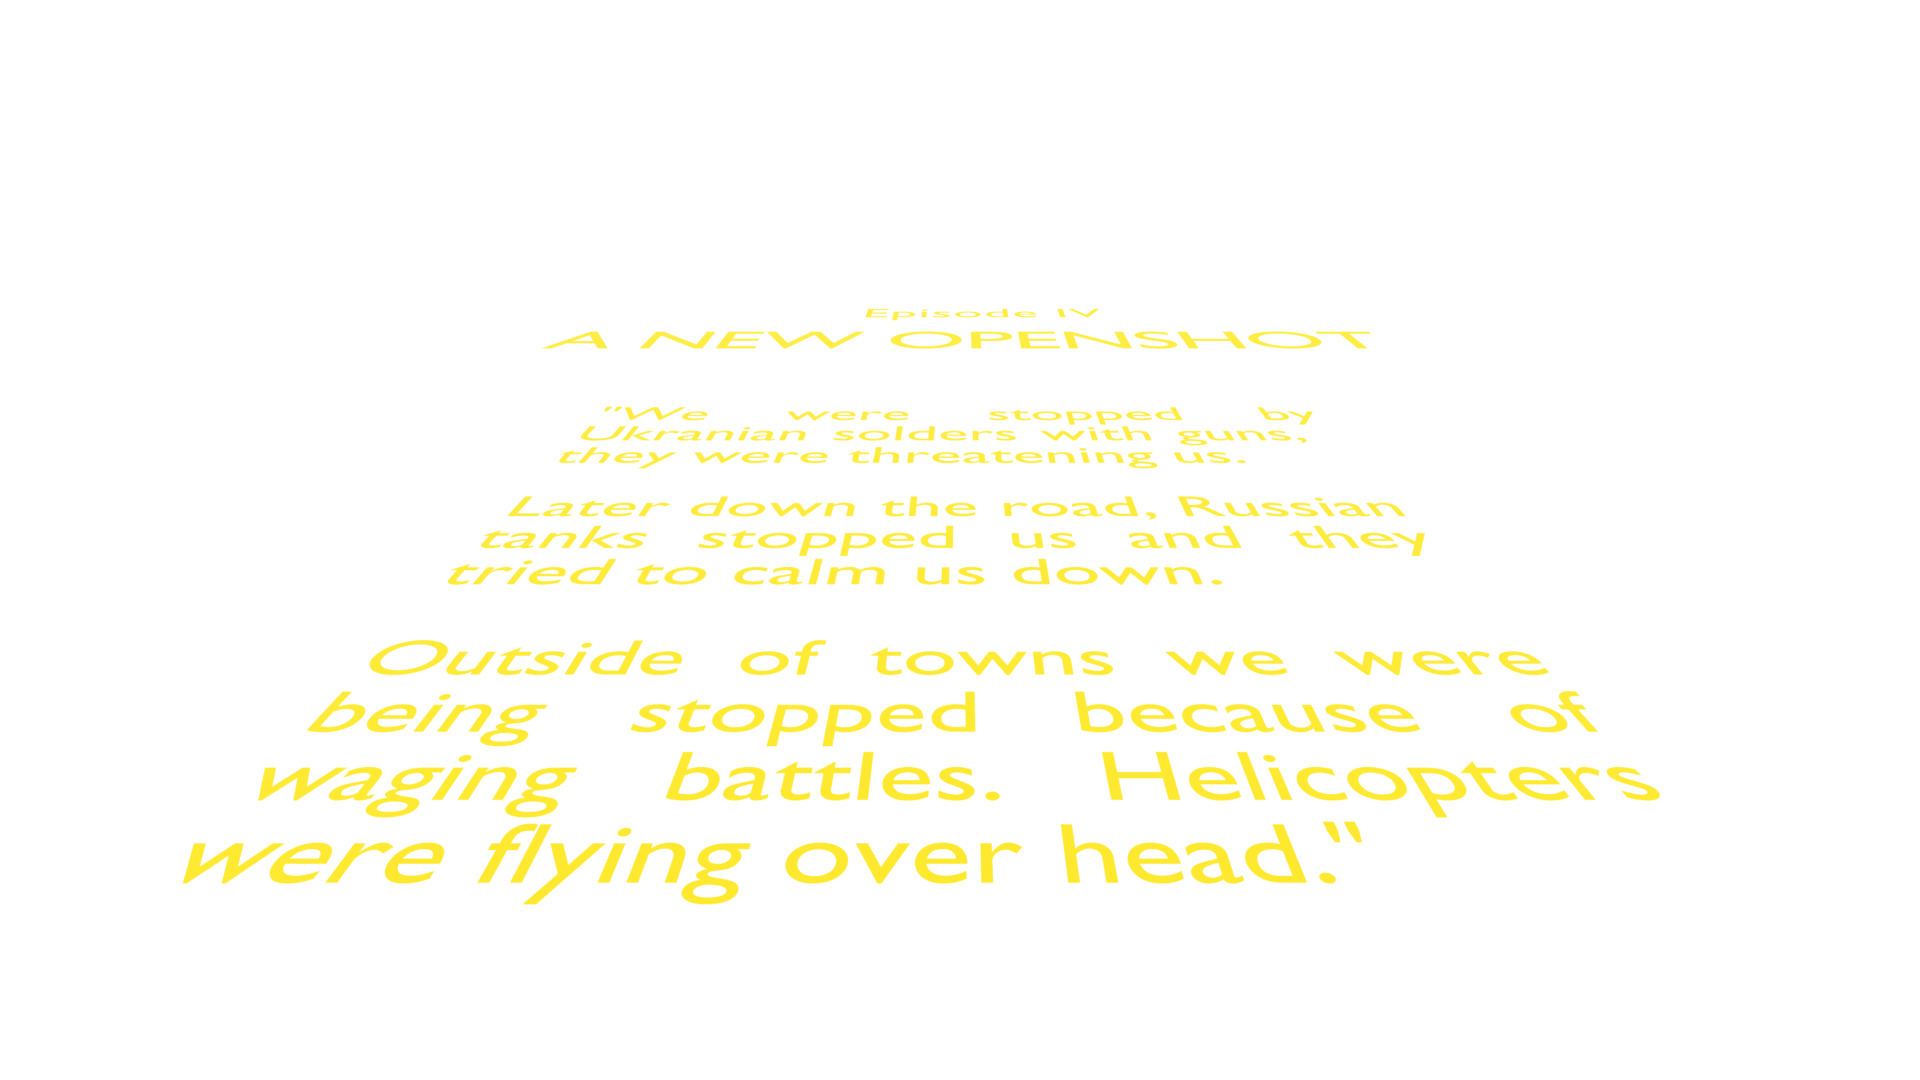 Episode IV
A NEW OPENSHOT
"We were stopped by
Ukranian solders with guns,
they were threatening us.
Later down the road, Russian
tanks stopped us and they
tried to calm us down.
Outside of towns we were
being stopped because of
waging battles. Helicopters
were flying over head."